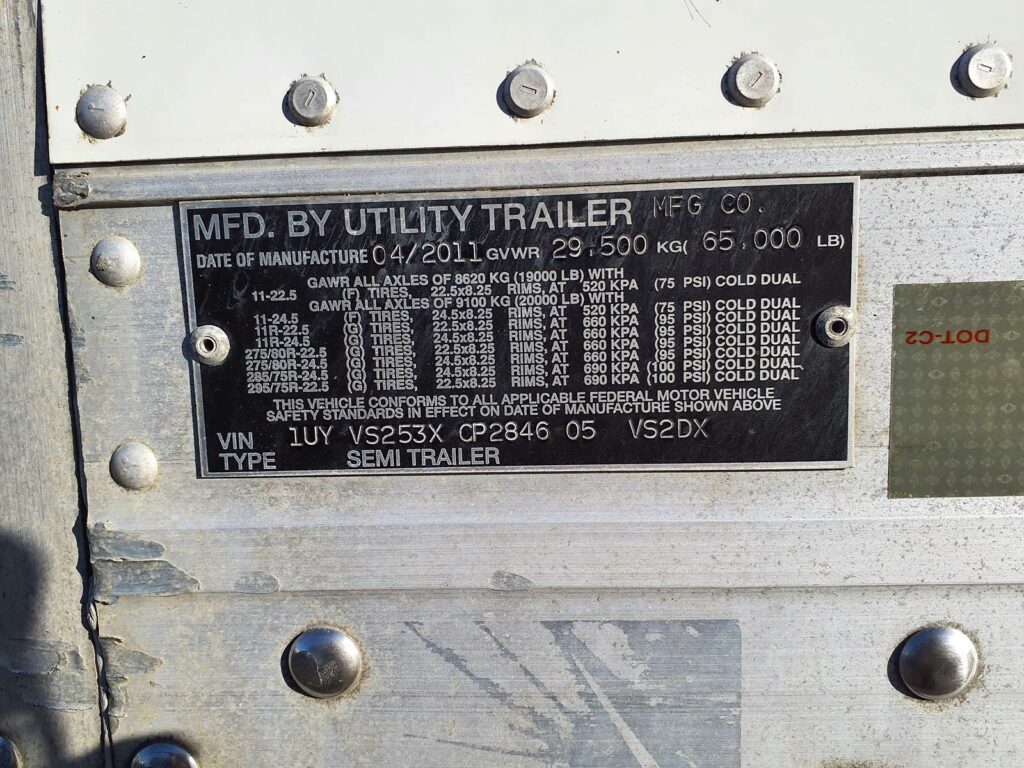 MFD. BY UTILITY TRAILER MFG CO.
DATE OF MANUFACTURE 04/2011 GVWR 29,500 KG( 65,000 LB)
GAWR ALL AXLES OF 8620 KG (19000 LB) WITH
11-22.5 (F) TIRES, 22.5x8.25 RIMS, AT 520 KPA (75 PSI) COLD DUAL
GAWR ALL AXLES OF 9100 KG (20000 LB) WITH
11-24.5 (F) TIRES, 24.5x8.25 RIMS, AT 520 KPA (75 PSI) COLD DUAL
11R-22.5 (G) TIRES, 22.5x8.25 RIMS, AT 660 KPA (95 PSI) COLD DUAL
11R-24.5 (G) TIRES, 24.5x8.25 RIMS, AT 660 KPA (95 PSI) COLD DUAL
275/80R-22.5 (G) TIRES, 22.5x8.25 RIMS, AT 660 KPA (95 PSI) COLD DUAL
275/80R-24.5 (G) TIRES, 24.5x8.25 RIMS, AT 660 KPA (95 PSI) COLD DUAL
285/75R-24.5 (G) TIRES, 24.5x8.25 RIMS, AT 690 KPA (100 PSI) COLD DUAL
295/75R-22.5 (G) TIRES, 22.5x8.25 RIMS, AT 690 KPA (100 PSI) COLD DUAL
THIS VEHICLE CONFORMS TO ALL APPLICABLE FEDERAL MOTOR VEHICLE
SAFETY STANDARDS IN EFFECT ON DATE OF MANUFACTURE SHOWN ABOVE
VIN 1UY VS253X CP2846 05 VS2DX
TYPE SEMI TRAILER
DOT-C2